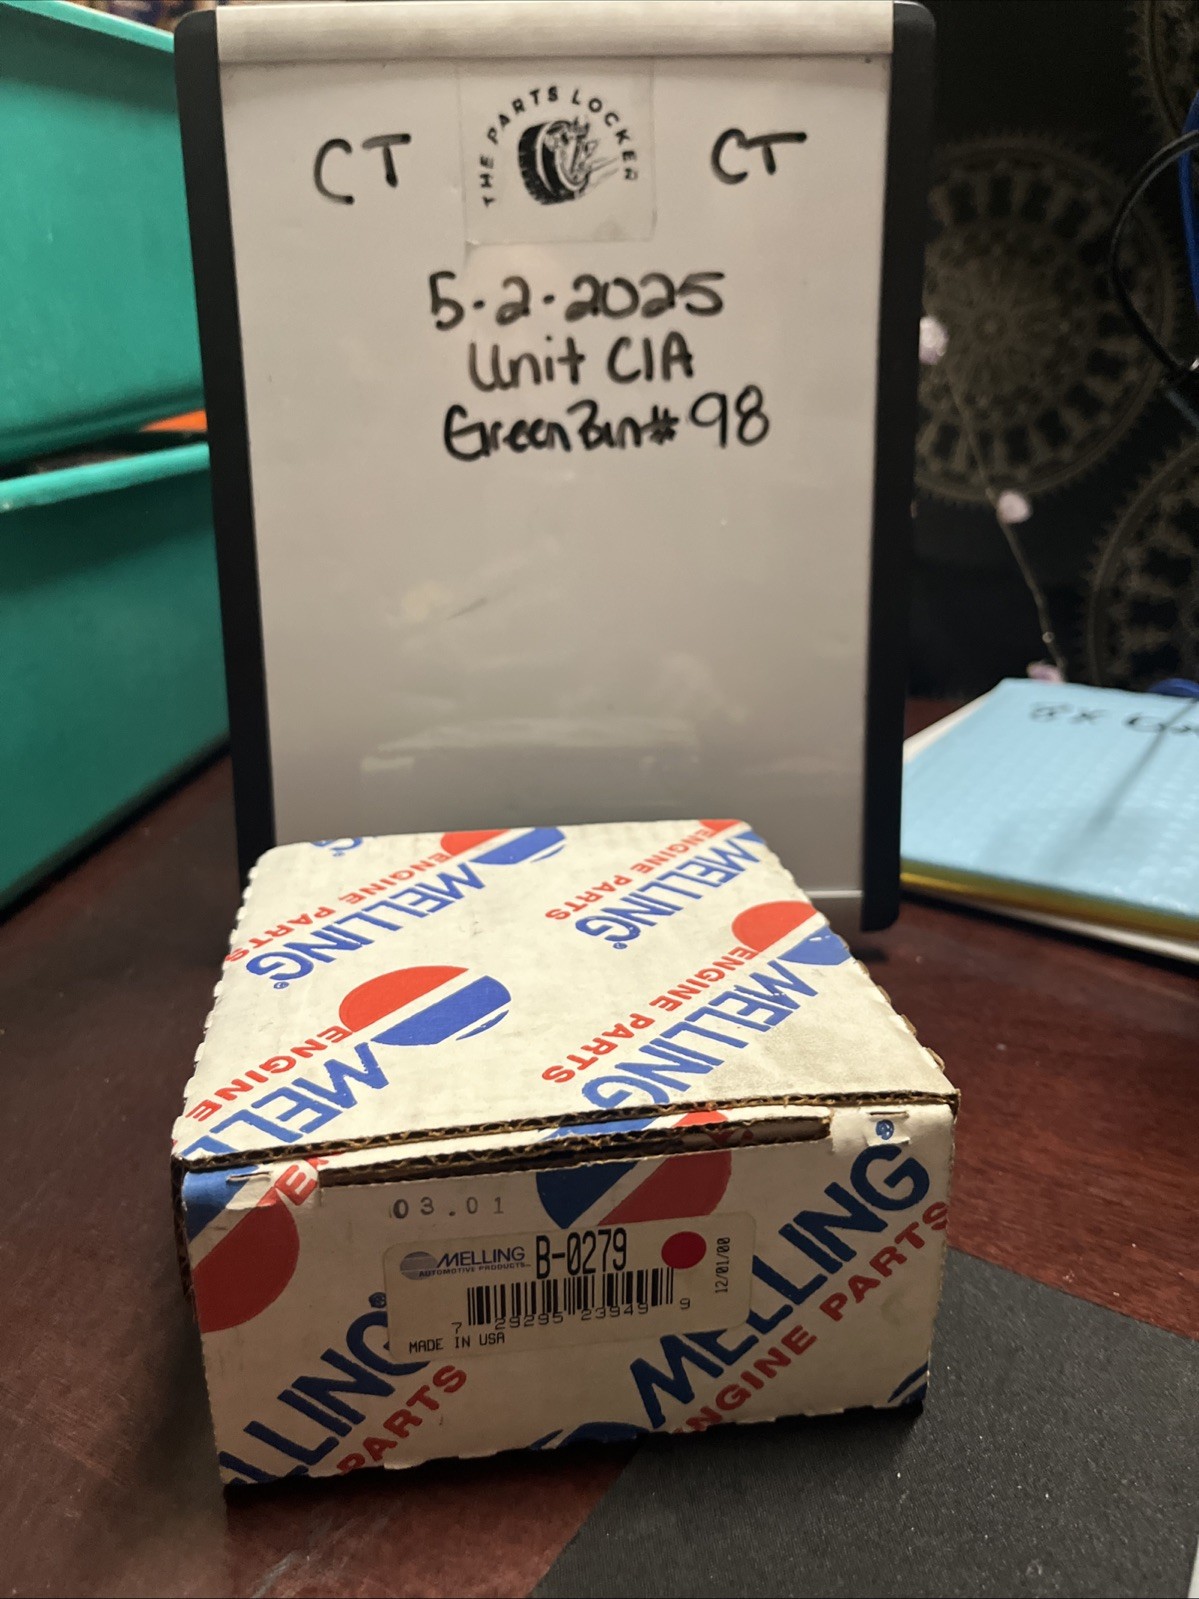 THE PARTS LOCKER
CT CT
5-2-2025
Unit C1A
Green Bin# 98
MELLING
ENGINE PARTS
MELLING
ENGINE PARTS
MELLING
ENGINE PARTS
MELL
ENGINE
03.01
MELLING
AUTOMOTIVE PRODUCTS
B-0279
12/01/00
7 29295 23949 9
MADE IN USA
LLING
PARTS
MELLING
ENGINE PARTS